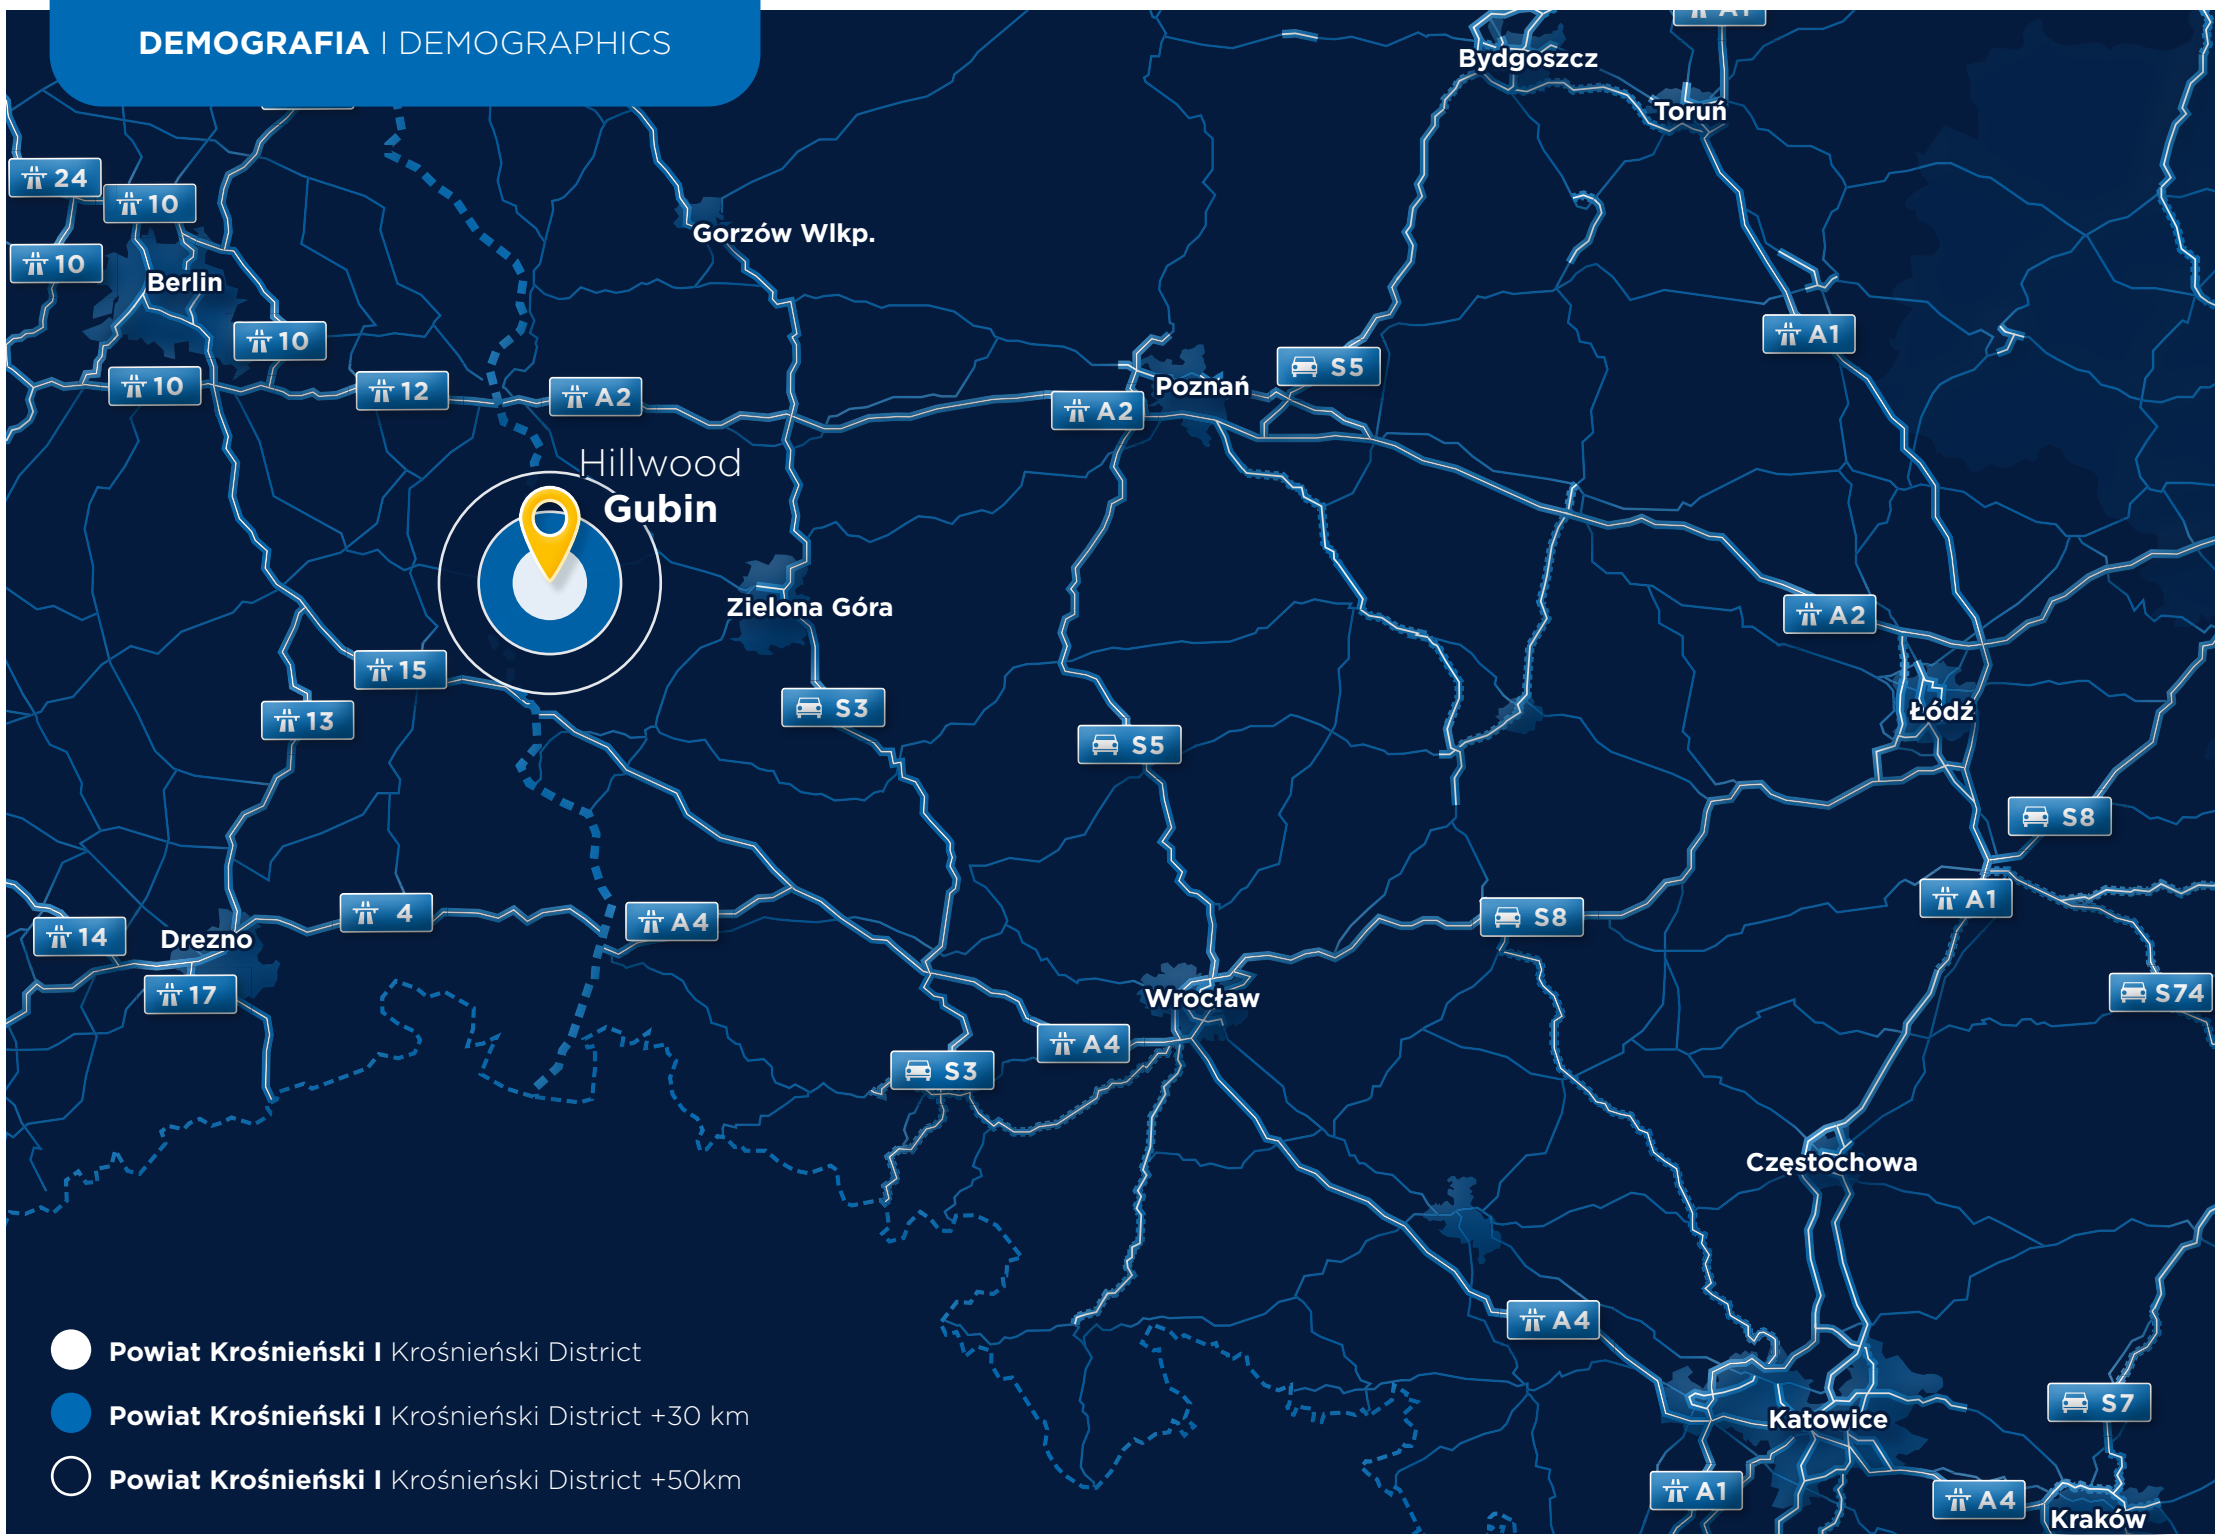 DEMOGRAFIA I DEMOGRAPHICS
A1
Bydgoszcz
Toruń
24
10
Gorzów Wlkp.
10
Berlin
10
A1
S5
10
12
A2
Poznań
A2
Hillwood
Gubin
Zielona Góra
A2
15
S3
13
Łódź
S5
S8
4
A4
S8
A1
14
Drezno
17
Wrocław
S74
A4
S3
Częstochowa
A4
Powiat Krośnieński I Krośnieński District
Powiat Krośnieński I Krośnieński District +30 km
Powiat Krośnieński I Krośnieński District +50km
S7
Katowice
A1
A4
Kraków